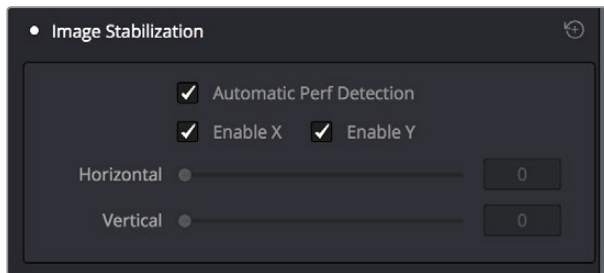 Image Stabilization
Automatic Perf Detection
Enable X Enable Y
Horizontal 0
Vertical 0